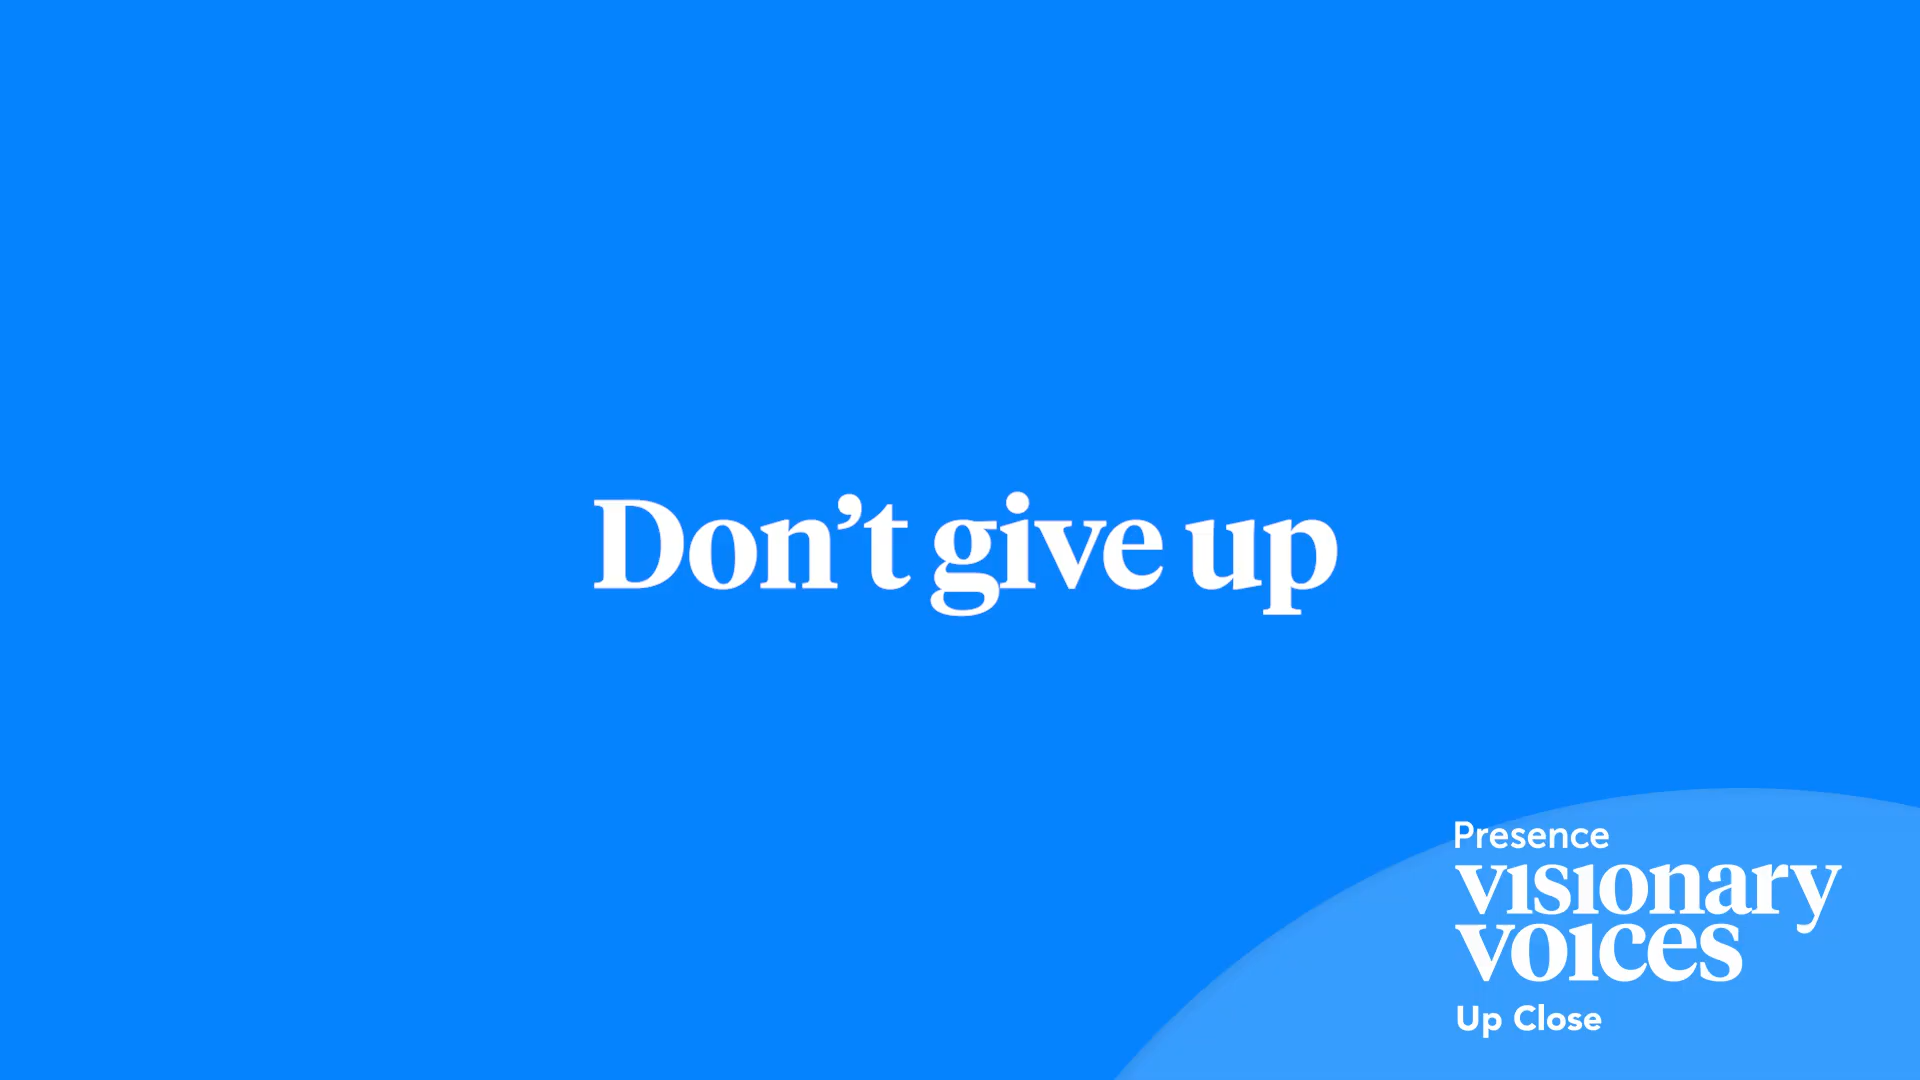 Don’t give up
Presence
visionary
voices
Up Close